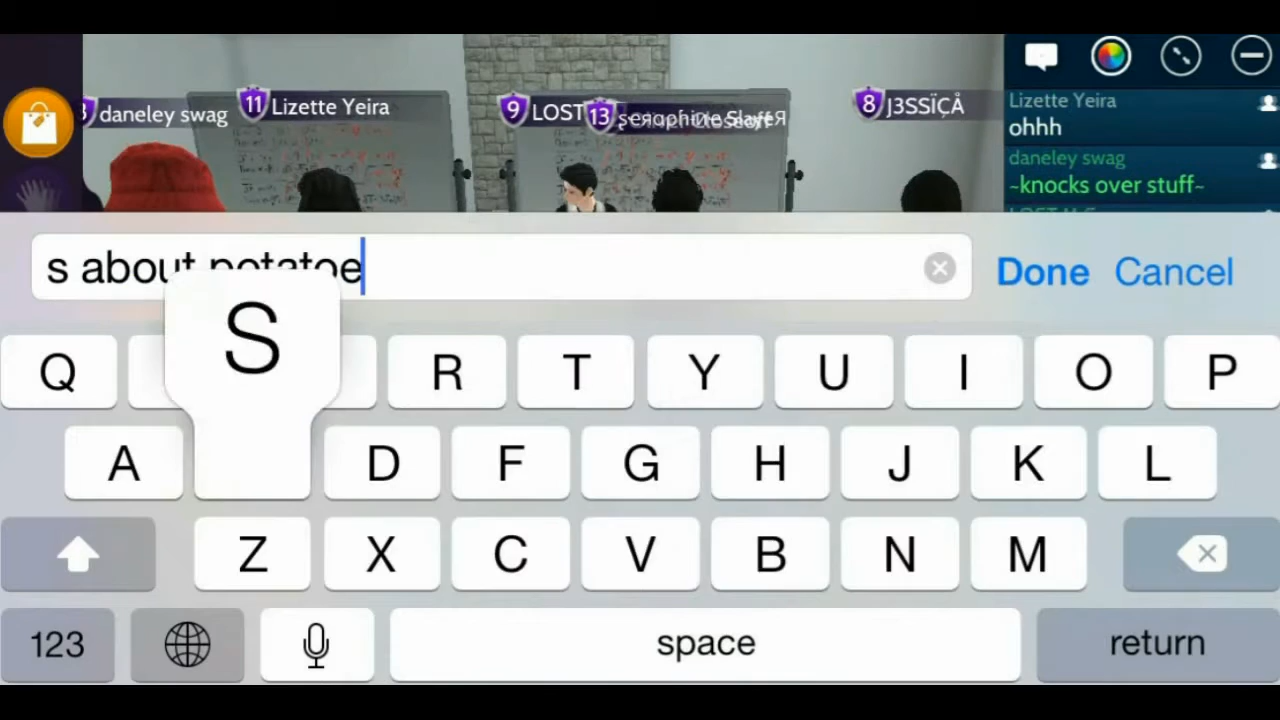 daneley swag
11 Lizette Yeira
9 LOST
13
8 J3SSÏÇÅ
Lizette Yeira
ohhh
daneley swag
~knocks over stuff~
s about potatoe
Done
Cancel
S
Q R T Y U I O P
A D F G H J K L
Z X C V B N M
123
space
return